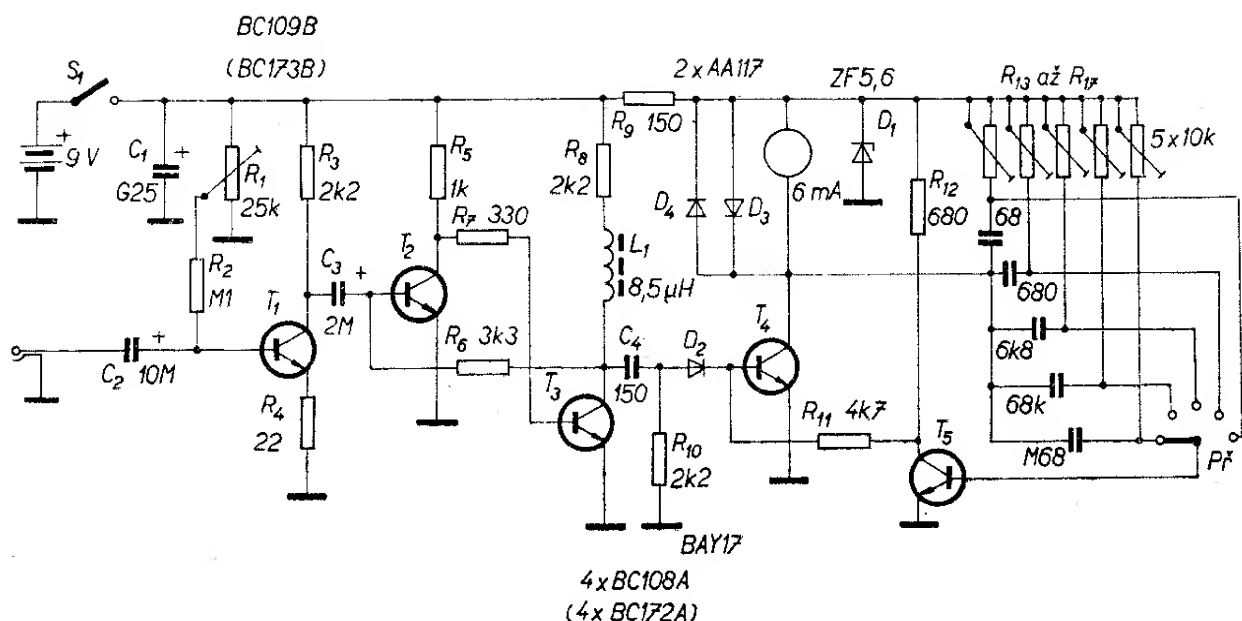 BC109B
(BC173B)
S1
2 x AA117
ZF5,6
R13 až R17
+
9 V
C1
+
G25
R1
25k
R3
2k2
R5
1k
R9
150
R8
2k2
6 mA
D1
R12
680
5 x 10k
R7 330
D4
D3
68
R2
M1
T1
C3
+
2M
T2
L1
8,5 µH
680
C2
+
10M
R6 3k3
C4
150
D2
T4
6k8
R4
22
T3
R10
2k2
R11 4k7
T5
68k
M68
Př
BAY17
4 x BC108A
(4 x BC172A)